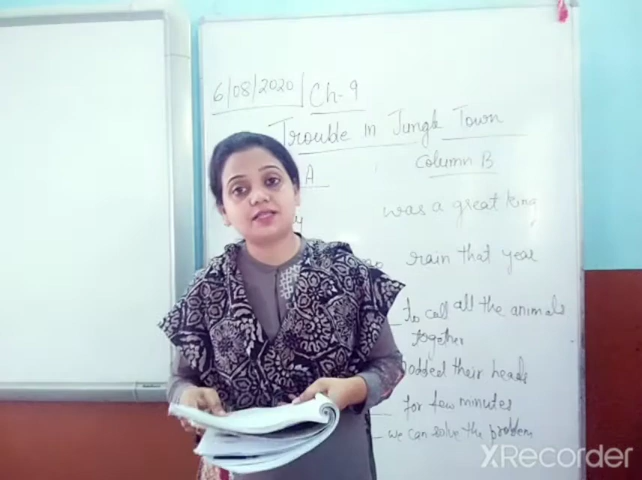 6/08/2020 Ch-9
Trouble in Jungle Town
A Column B
was a great king
rain that year
to call all the animals
together
nodded their heads
for few minutes
we can solve the problem
XRecorder